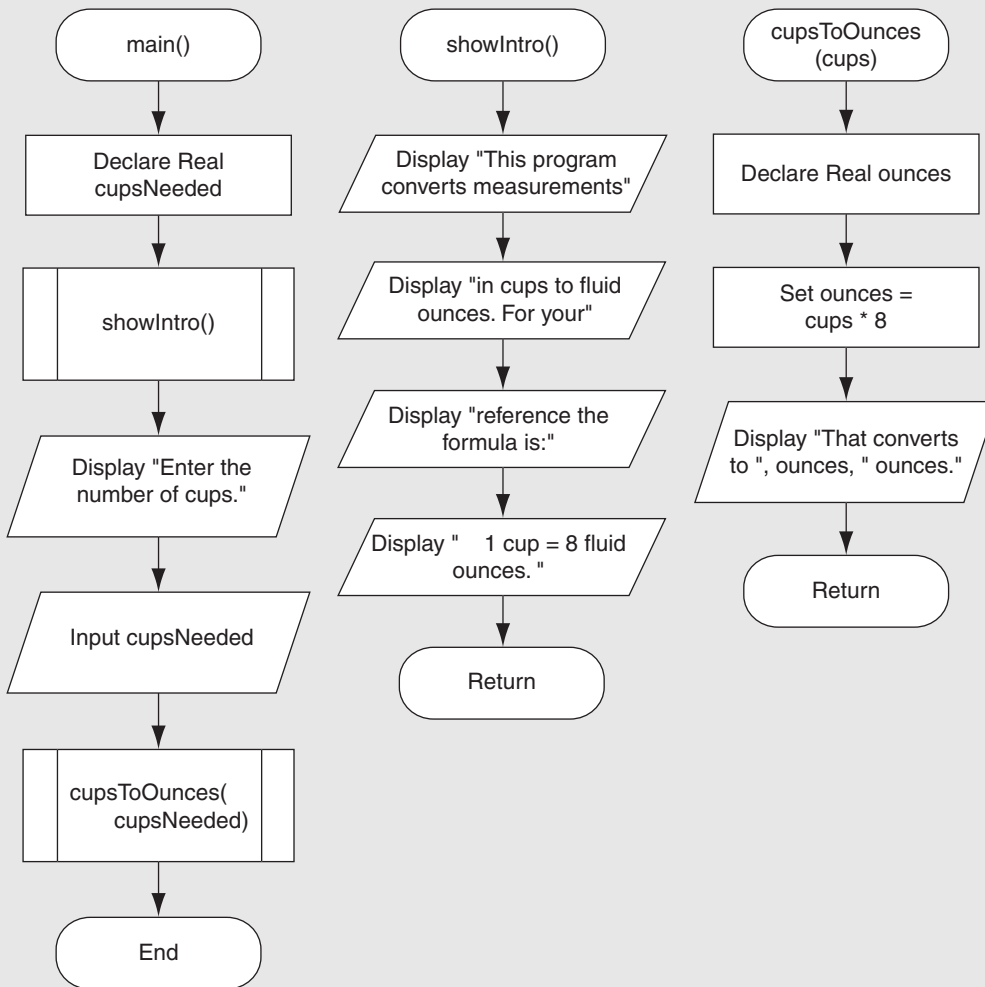 main()
Declare Real
cupsNeeded
showIntro()
Display "Enter the
number of cups."
Input cupsNeeded
cupsToOunces(
cupsNeeded)
End
showIntro()
Display "This program
converts measurements"
Display "in cups to fluid
ounces. For your"
Display "reference the
formula is:"
Display "    1 cup = 8 fluid
ounces. "
Return
cupsToOunces
(cups)
Declare Real ounces
Set ounces =
cups * 8
Display "That converts
to ", ounces, " ounces."
Return